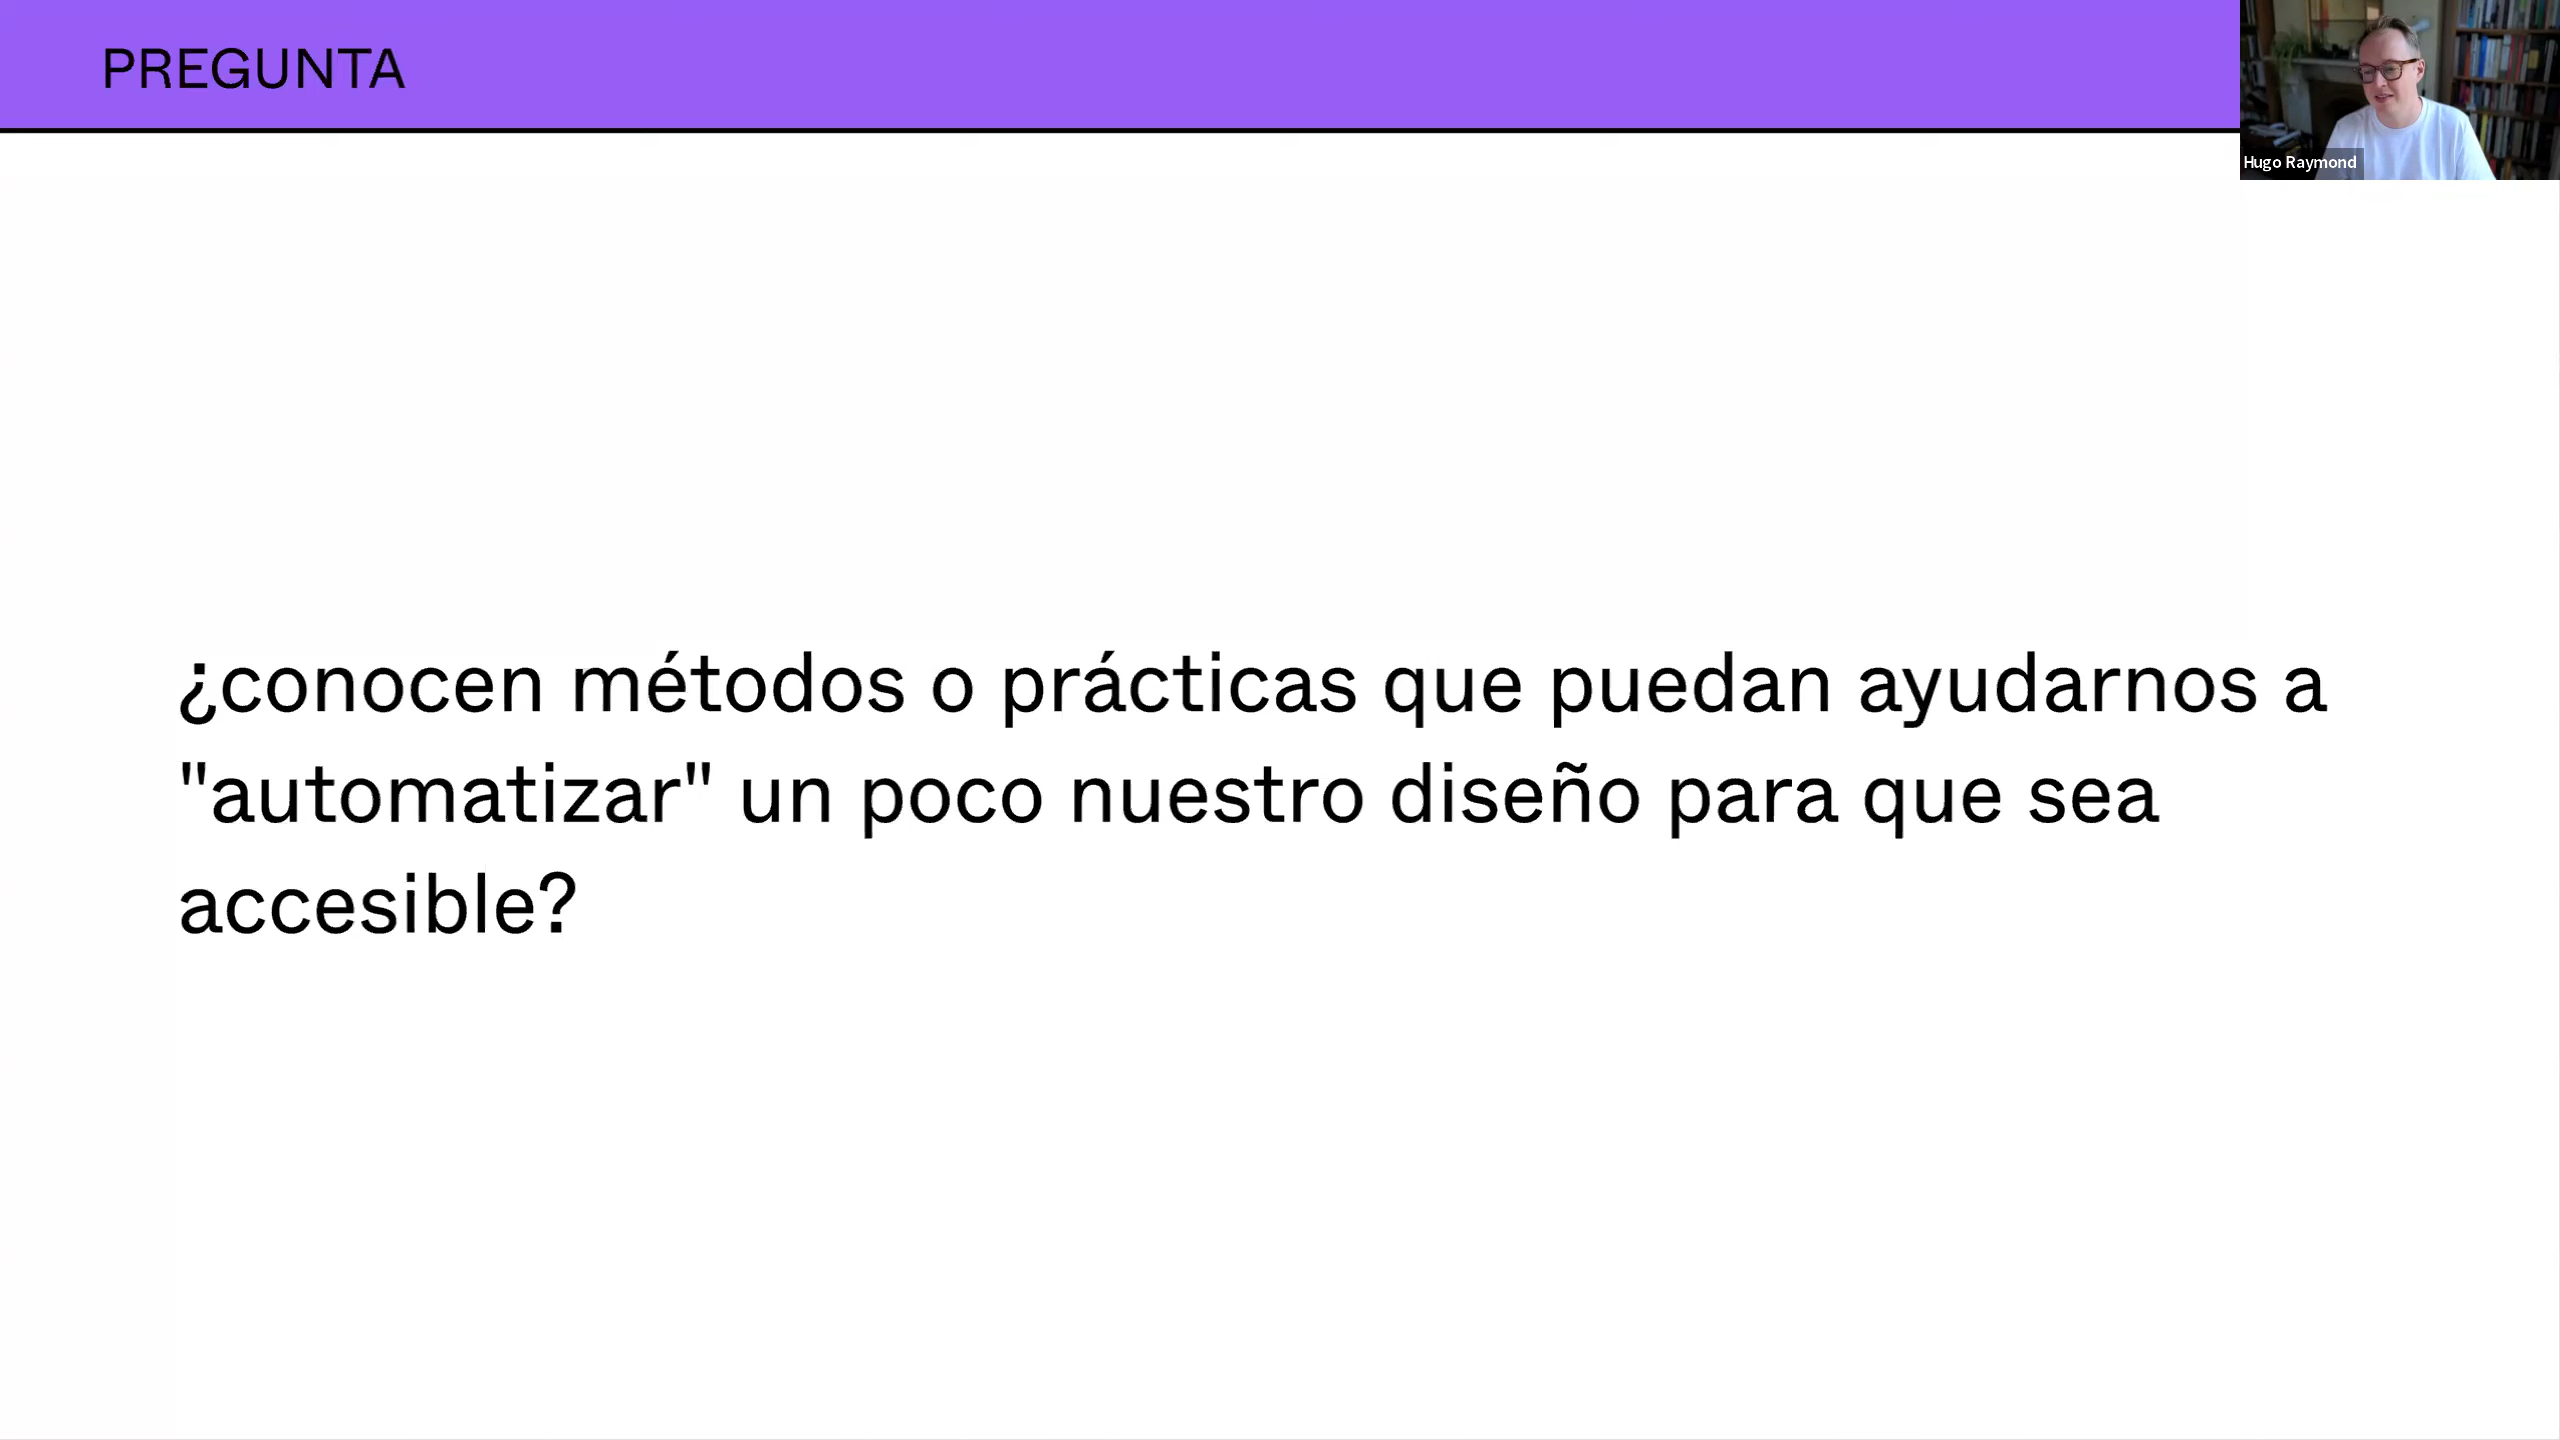 PREGUNTA
Hugo Raymond
¿conocen métodos o prácticas que puedan ayudarnos a
"automatizar" un poco nuestro diseño para que sea
accesible?